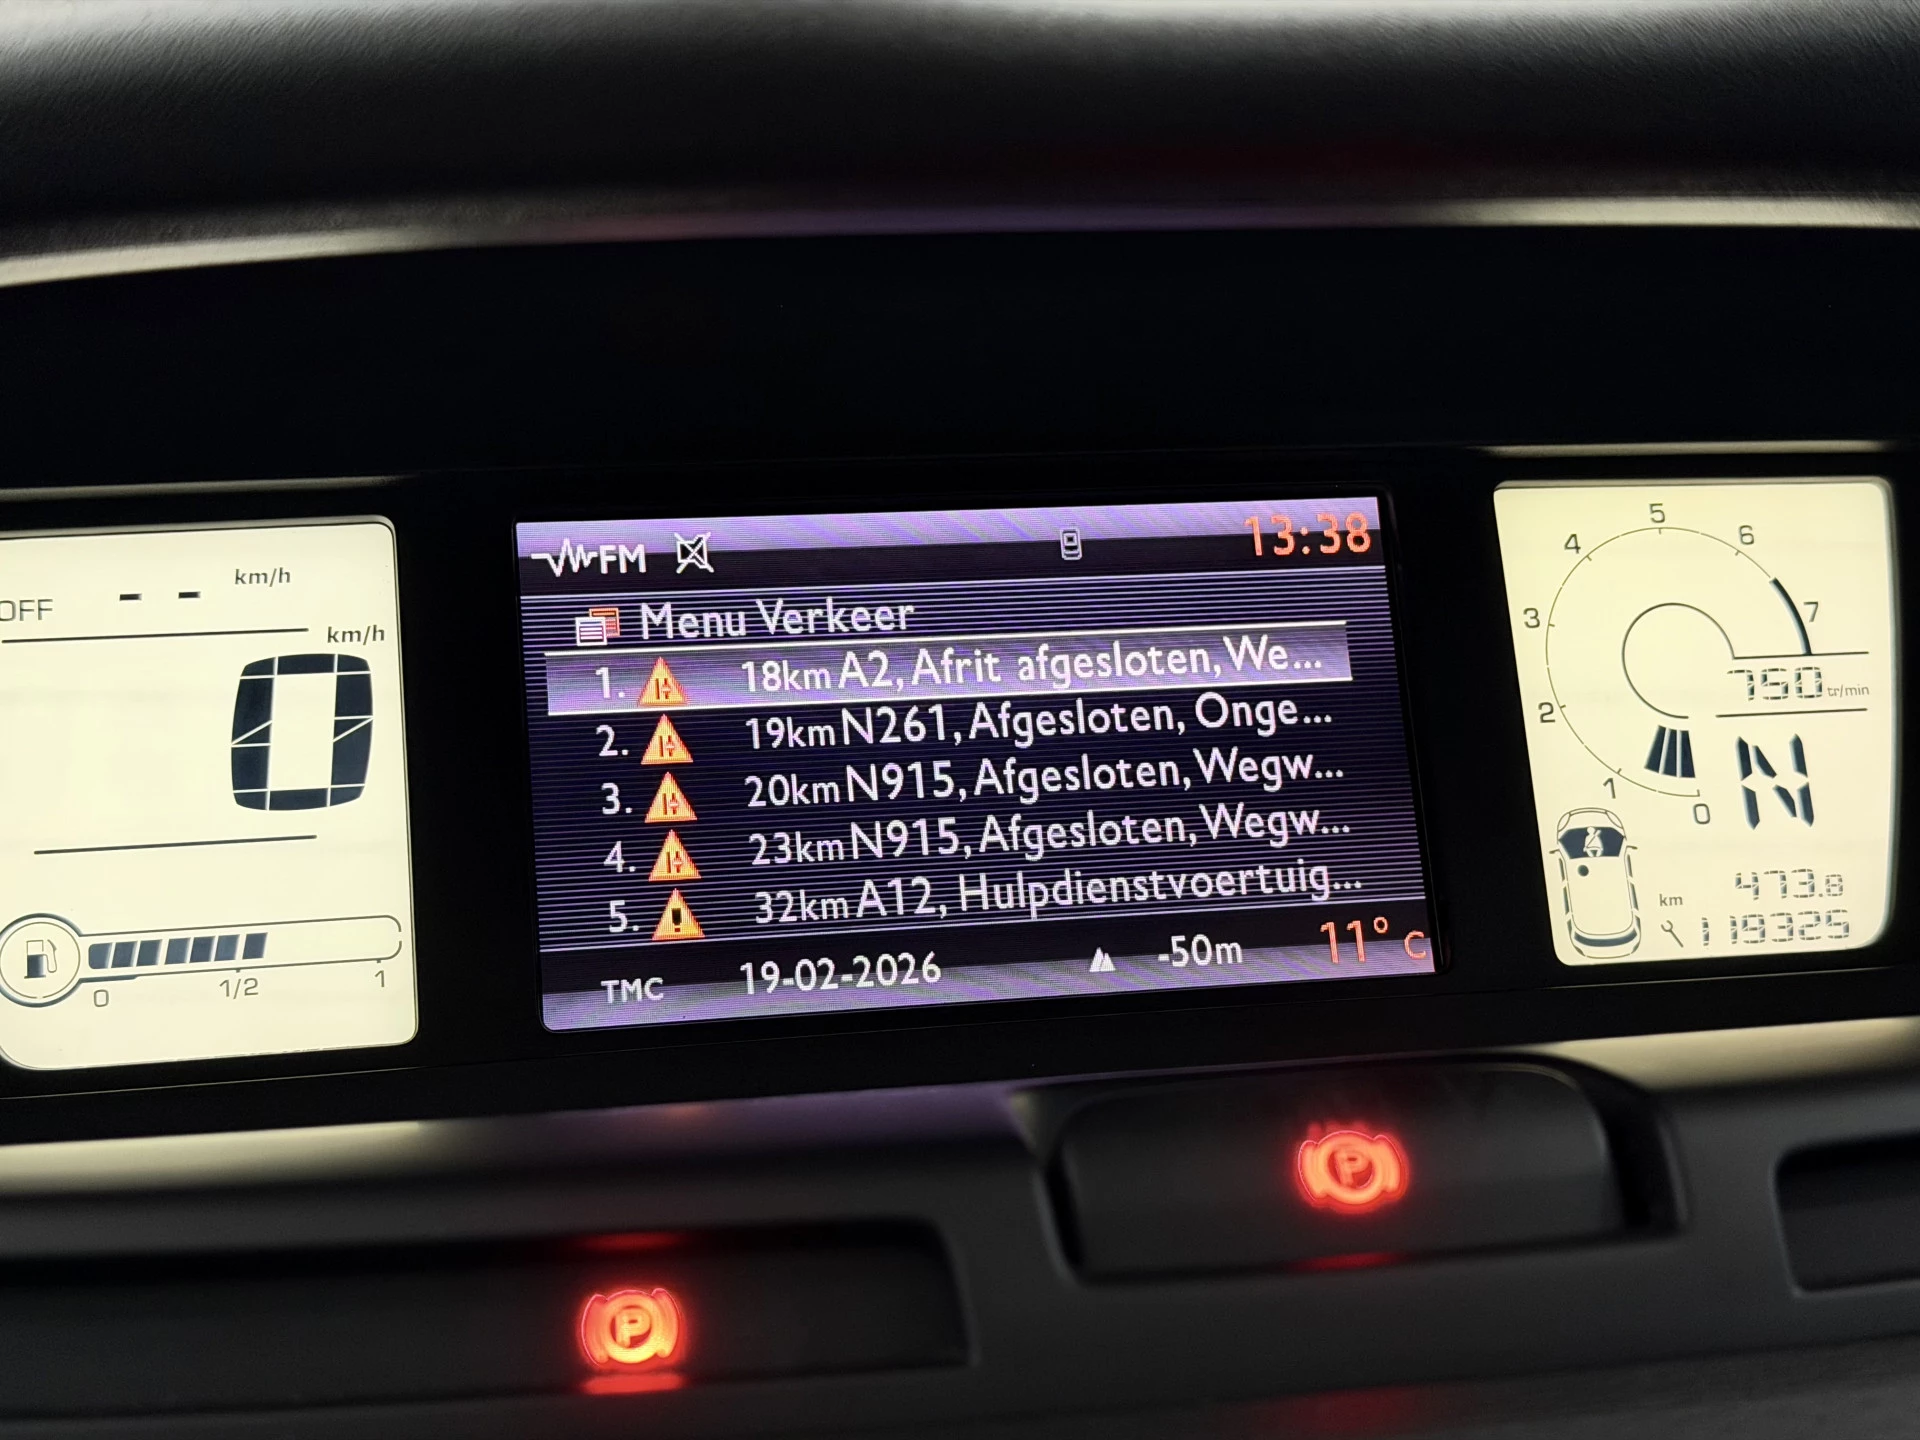 OFF -- km/h
km/h
0
0 1/2 1
FM 13:38
Menu Verkeer
1. 18km A2, Afrit afgesloten, We...
2. 19km N261, Afgesloten, Onge...
3. 20km N915, Afgesloten, Wegw...
4. 23km N915, Afgesloten, Wegw...
5. 32km A12, Hulpdienstvoertuig...
TMC 19-02-2026 -50m 11° C
0 1 2 3 4 5 6 7
750 tr/min
N
km 473.8
119325
P
P